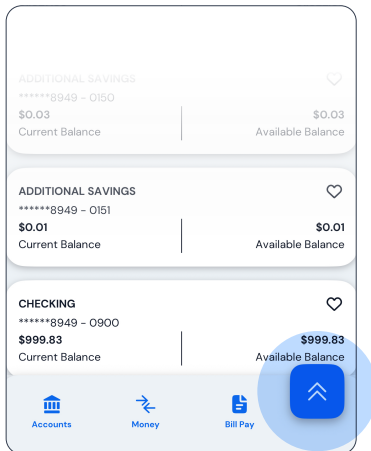 ADDITIONAL SAVINGS
******8949 - 0150
$0.03 $0.03
Current Balance Available Balance
ADDITIONAL SAVINGS
******8949 - 0151
$0.01 $0.01
Current Balance Available Balance
CHECKING
******8949 - 0900
$999.83 $999.83
Current Balance Available Balance
Accounts Money Bill Pay